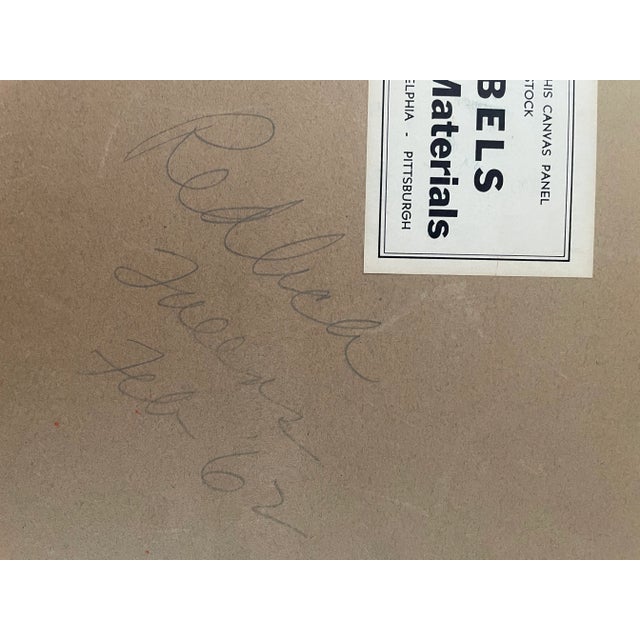 HIS CANVAS PANEL
STOCK
BELS
Materials
ELPHIA - PITTSBURGH
Feb 62